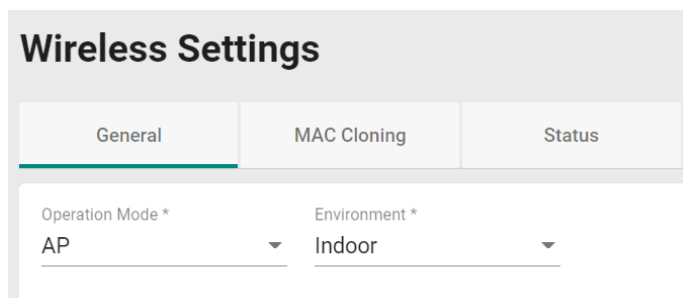 Wireless Settings
General MAC Cloning Status
Operation Mode * Environment *
AP Indoor